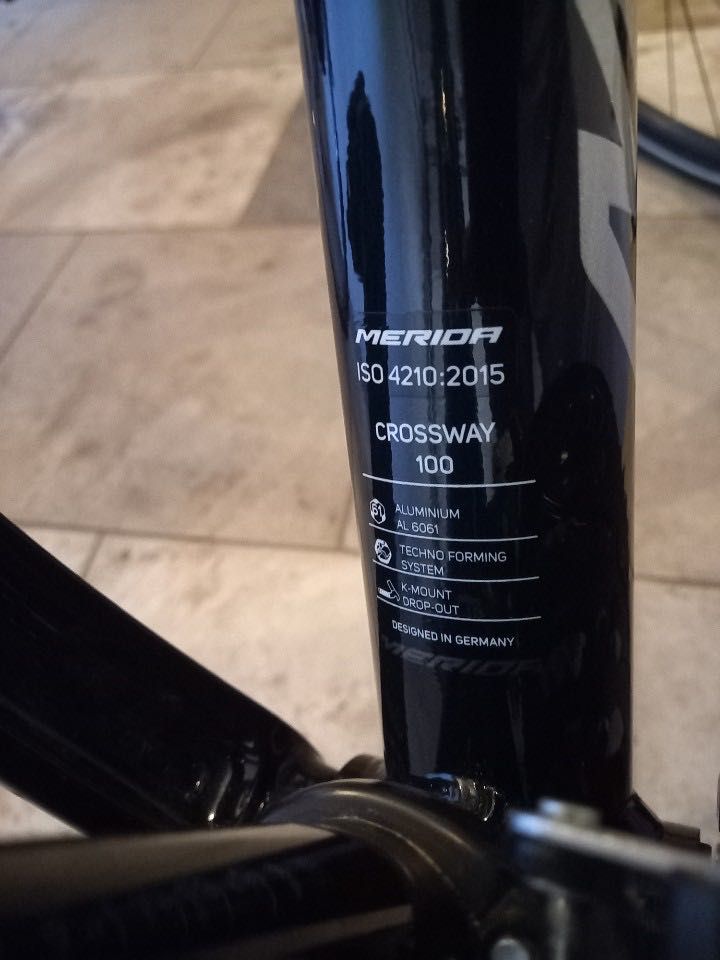 MERIDA
ISO 4210:2015
CROSSWAY
100
61
ALUMINIUM
AL 6061
TECHNO FORMING
SYSTEM
K-MOUNT
DROP-OUT
DESIGNED IN GERMANY
MERIDA